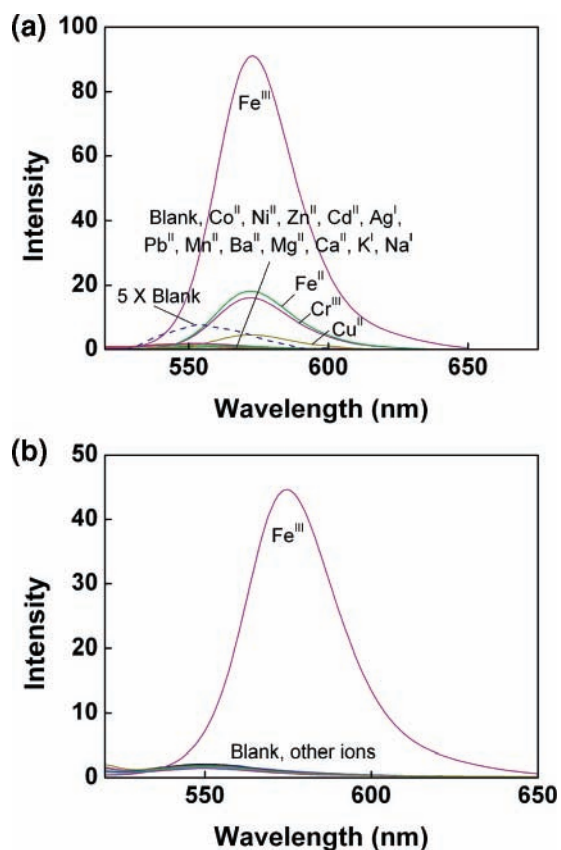 (a)
100
80
60
40
20
0
Intensity
Fe^III
Blank, Co^II, Ni^II, Zn^II, Cd^II, Ag^I,
Pb^II, Mn^II, Ba^II, Mg^II, Ca^II, K^I, Na^I
5 X Blank
Fe^II
Cr^III
Cu^II
550 600 650
Wavelength (nm)
(b)
50
40
30
20
10
0
Intensity
Fe^III
Blank, other ions
550 600 650
Wavelength (nm)